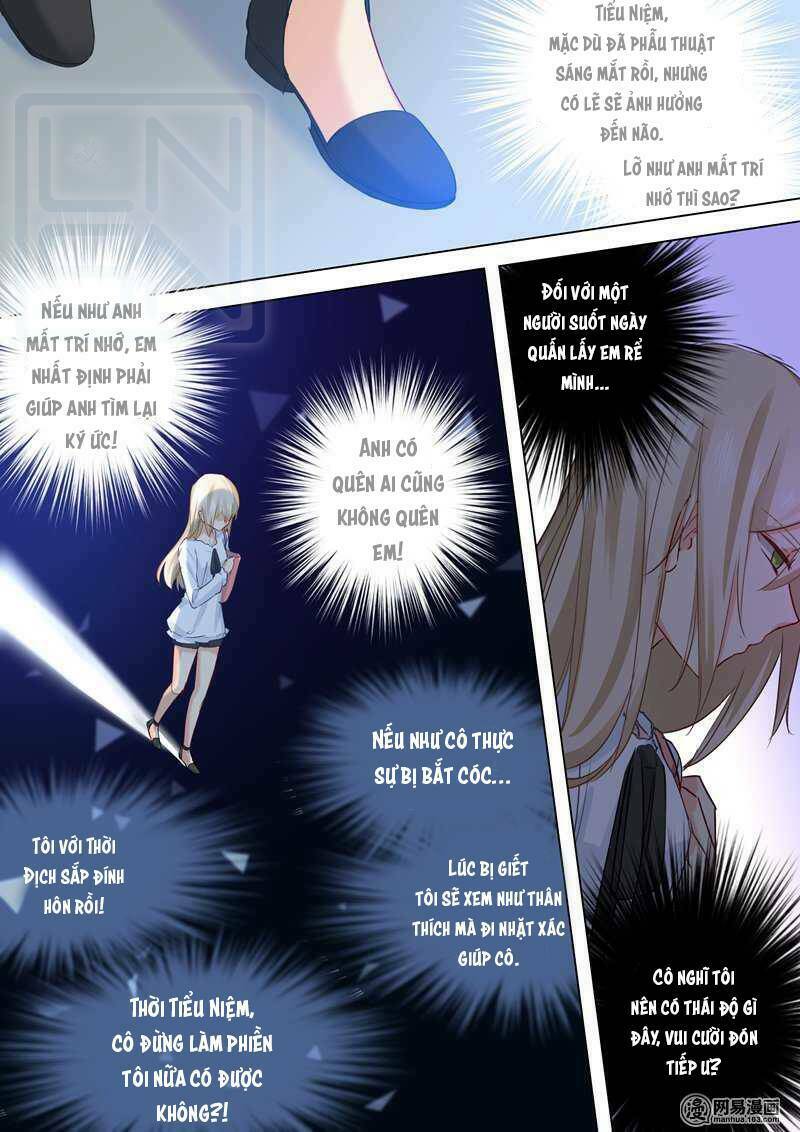 TIỂU NIỆM,
MẶC DÙ ĐÃ PHẪU THUẬT
SÁNG MẮT RỒI, NHƯNG
CÓ LẼ SẼ ẢNH HƯỞNG
ĐẾN NÃO.
LỠ NHƯ ANH MẤT TRÍ
NHỚ THÌ SAO?
NẾU NHƯ ANH
MẤT TRÍ NHỚ, EM
NHẤT ĐỊNH PHẢI
GIÚP ANH TÌM LẠI
KÝ ỨC!
ANH CÓ
QUÊN AI CŨNG
KHÔNG QUÊN
EM!
ĐỐI VỚI MỘT
NGƯỜI SUỐT NGÀY
QUẤN LẤY EM RỂ
MÌNH...
NẾU NHƯ CÔ THỰC
SỰ BỊ BẮT CÓC...
TÔI VỚI THỜI
ĐỊCH SẮP ĐÍNH
HÔN RỒI!
LÚC BỊ GIẾT
TÔI SẼ XEM NHƯ THÂN
THÍCH MÀ ĐI NHẶT XÁC
GIÚP CÔ.
THỜI TIỂU NIỆM,
CÔ ĐỪNG LÀM PHIỀN
TÔI NỮA CÓ ĐƯỢC
KHÔNG?!
CÔ NGHĨ TÔI
NÊN CÓ THÁI ĐỘ GÌ
ĐÂY, VUI CƯỜI ĐÓN
TIẾP Ư?
网易漫画
manhua.163.com